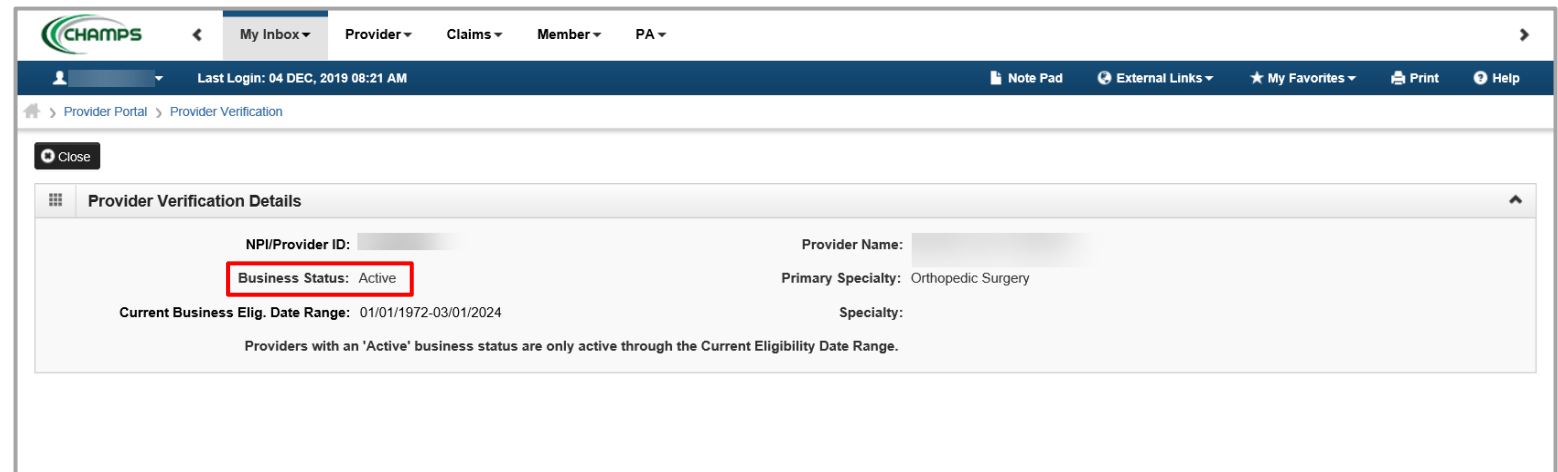 CHAMPS My Inbox Provider Claims Member PA
Last Login: 04 DEC, 2019 08:21 AM Note Pad External Links My Favorites Print Help
Provider Portal > Provider Verification
Close
Provider Verification Details
NPI/Provider ID: Provider Name:
Business Status: Active Primary Specialty: Orthopedic Surgery
Current Business Elig. Date Range: 01/01/1972-03/01/2024 Specialty:
Providers with an 'Active' business status are only active through the Current Eligibility Date Range.